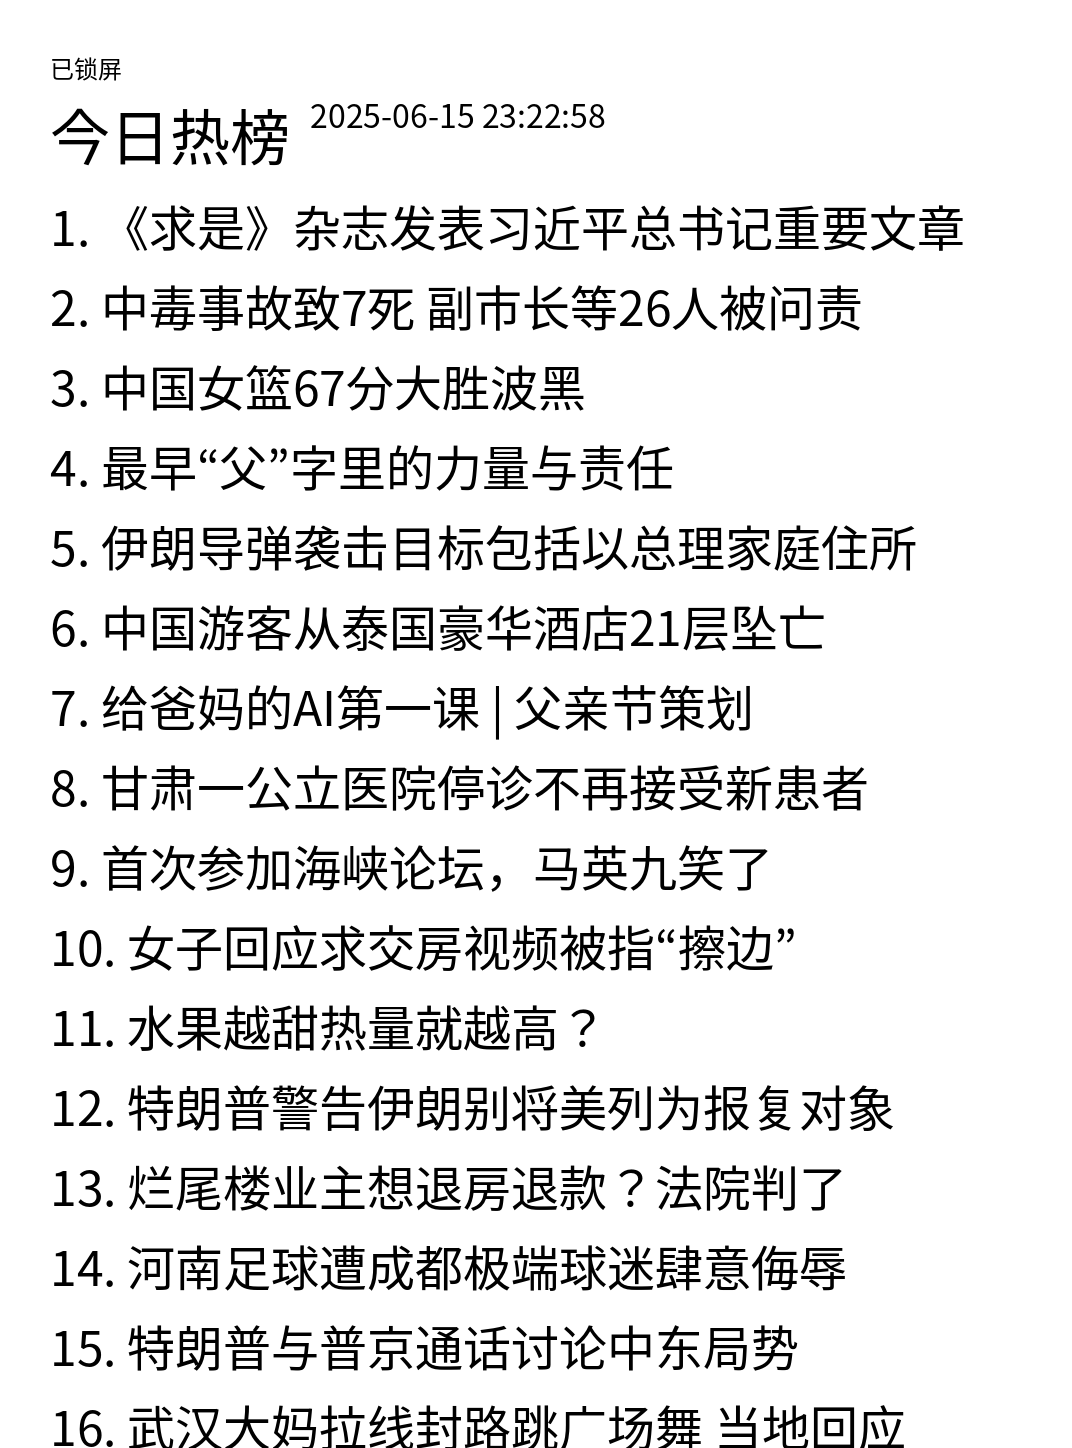 已锁屏
今日热榜 2025-06-15 23:22:58
1. 《求是》杂志发表习近平总书记重要文章
2. 中毒事故致7死 副市长等26人被问责
3. 中国女篮67分大胜波黑
4. 最早“父”字里的力量与责任
5. 伊朗导弹袭击目标包括以总理家庭住所
6. 中国游客从泰国豪华酒店21层坠亡
7. 给爸妈的AI第一课 | 父亲节策划
8. 甘肃一公立医院停诊不再接受新患者
9. 首次参加海峡论坛，马英九笑了
10. 女子回应求交房视频被指“擦边”
11. 水果越甜热量就越高？
12. 特朗普警告伊朗别将美列为报复对象
13. 烂尾楼业主想退房退款？法院判了
14. 河南足球遭成都极端球迷肆意侮辱
15. 特朗普与普京通话讨论中东局势
16. 武汉大妈拉线封路跳广场舞 当地回应